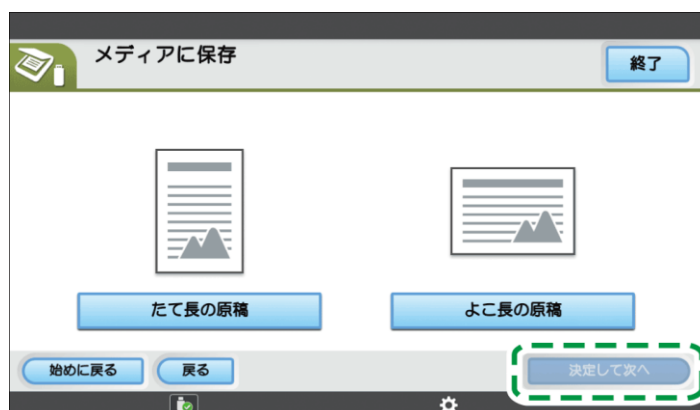 メディアに保存
終了
たて長の原稿
よこ長の原稿
始めに戻る
戻る
決定して次へ